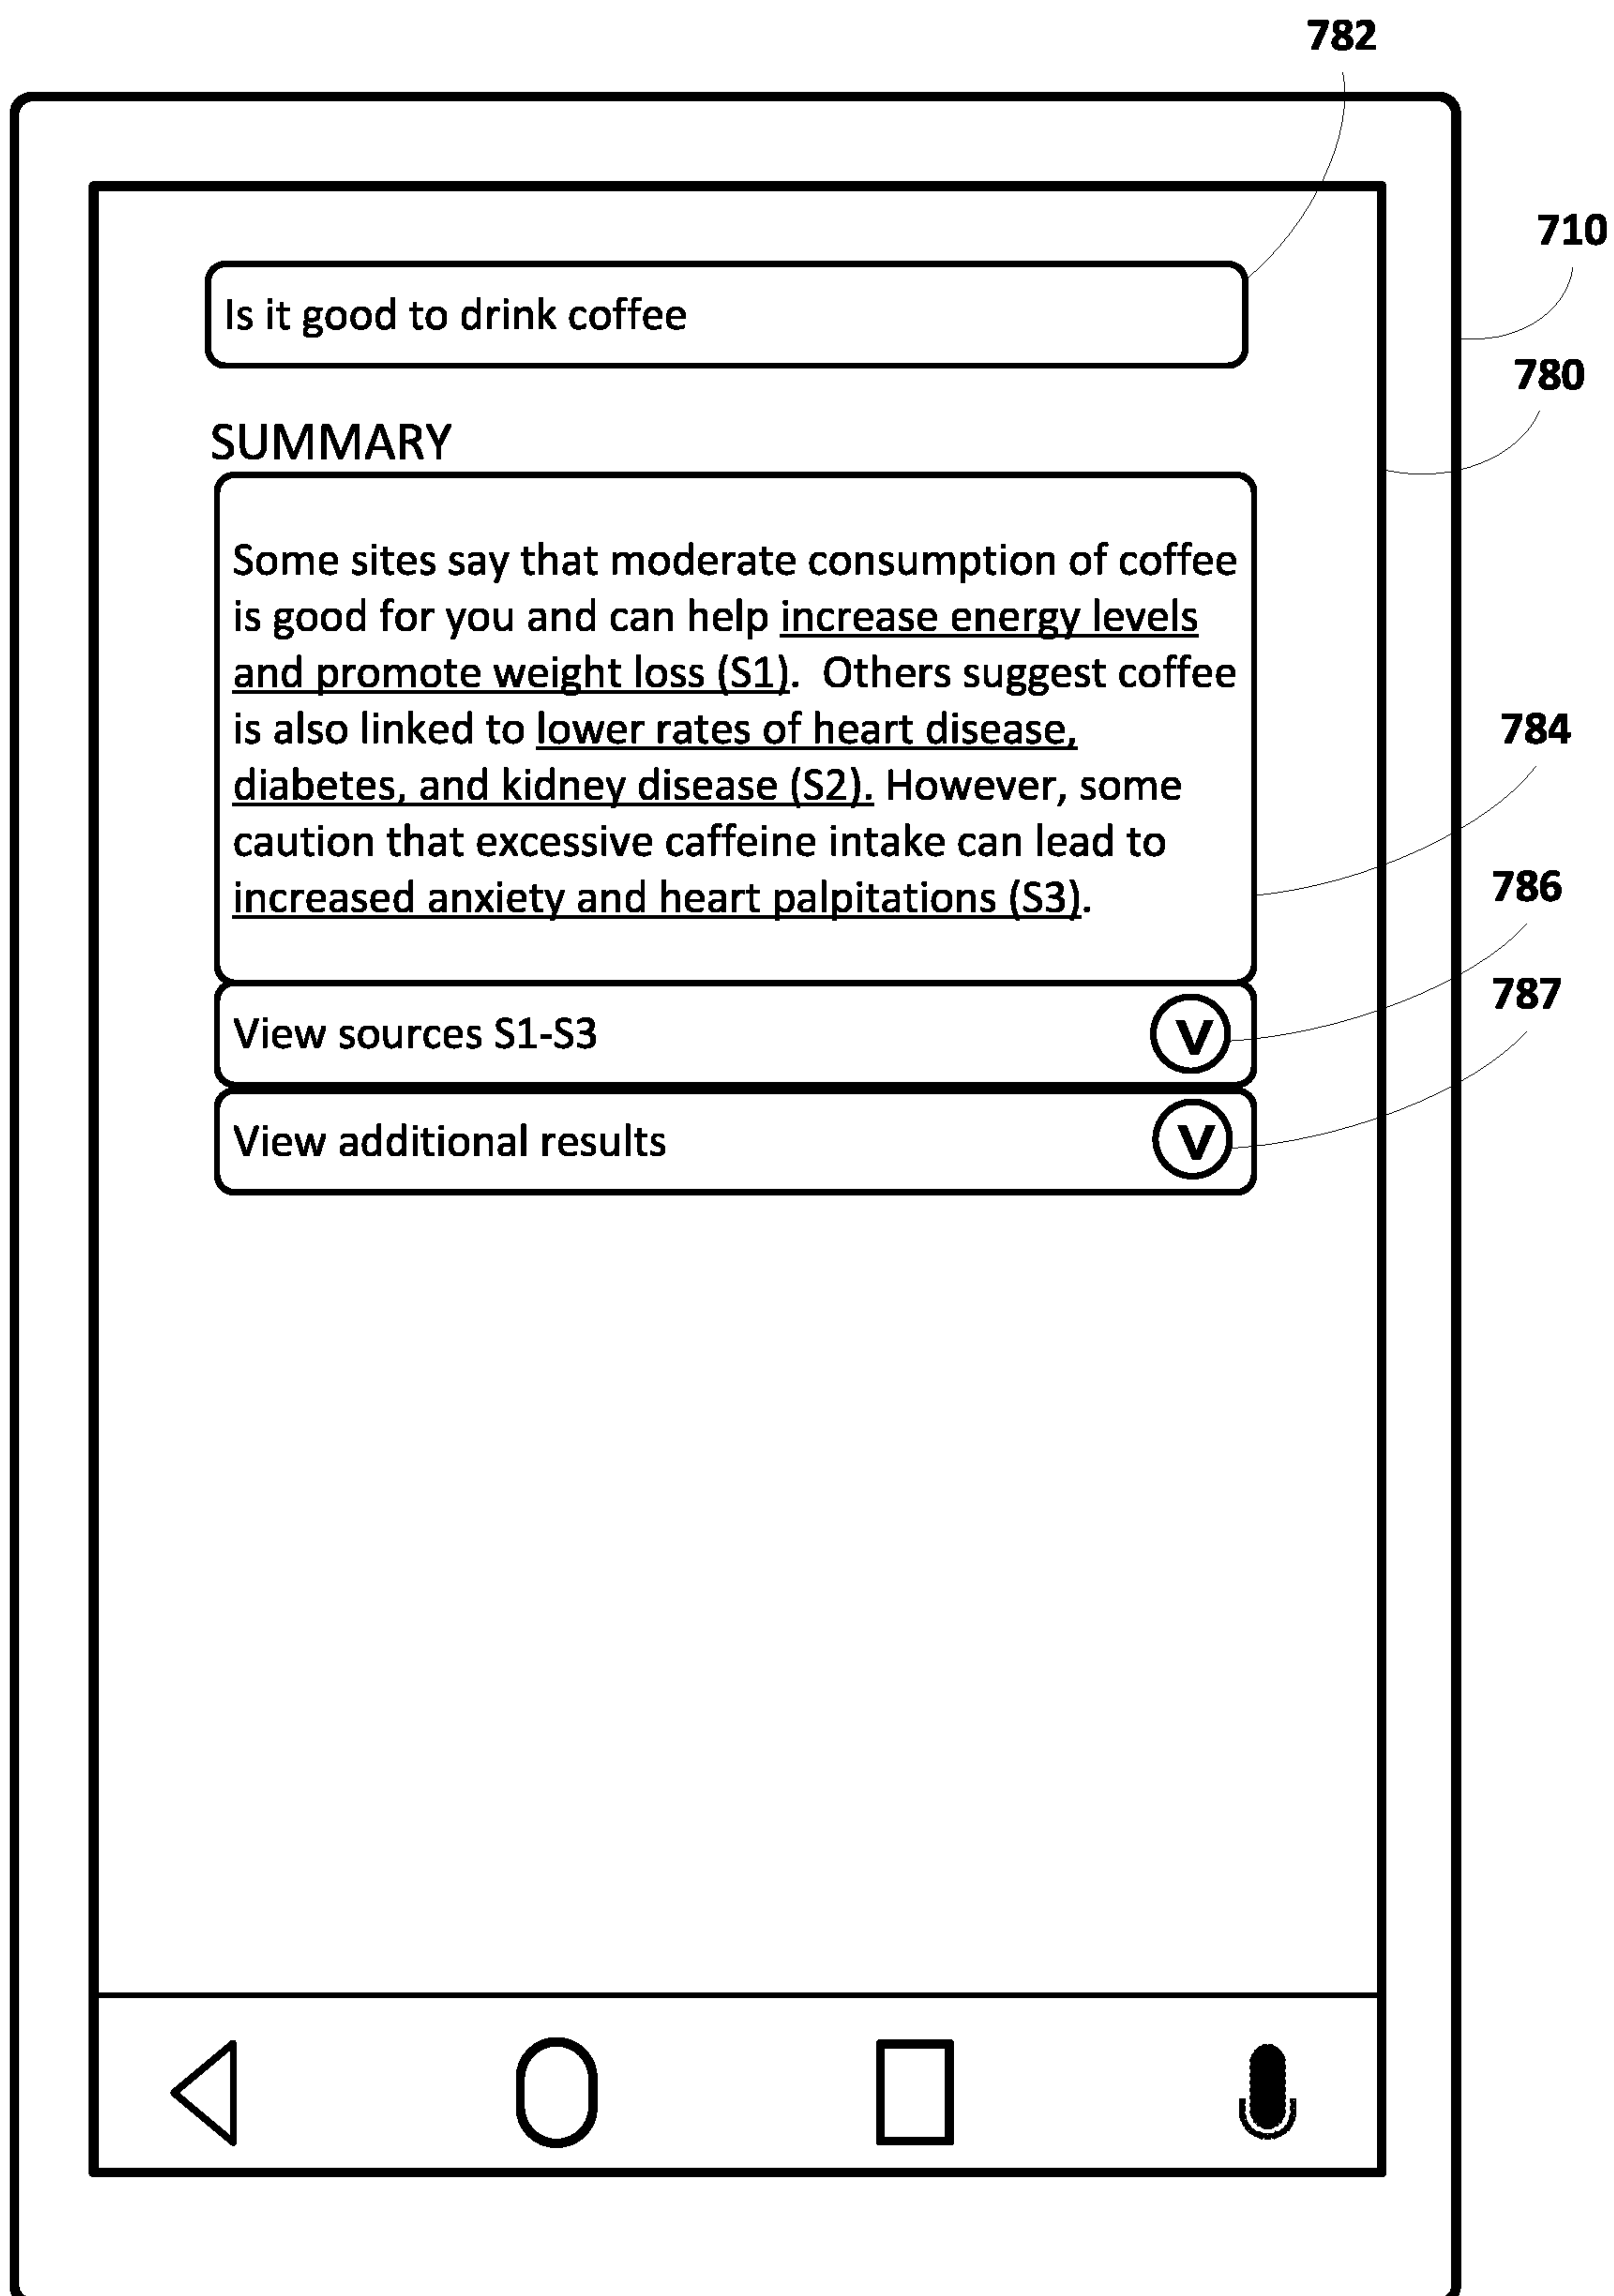 782
710
Is it good to drink coffee
780
SUMMARY
Some sites say that moderate consumption of coffee
is good for you and can help increase energy levels
and promote weight loss (S1).  Others suggest coffee
is also linked to lower rates of heart disease,
784
diabetes, and kidney disease (S2). However, some
caution that excessive caffeine intake can lead to
increased anxiety and heart palpitations (S3).
786
787
View sources S1-S3
V
View additional results
V